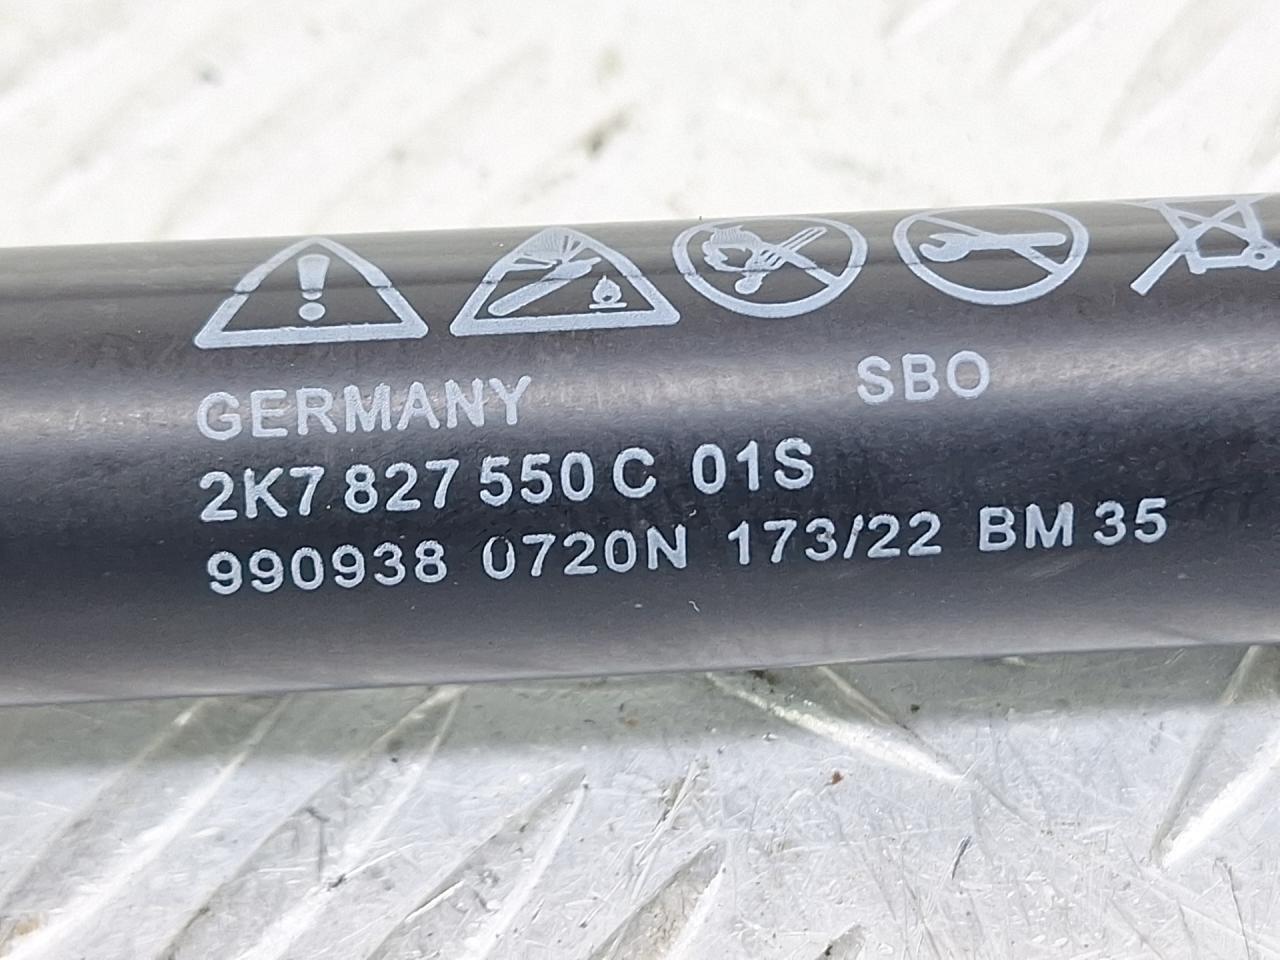 GERMANY SBO
2K7 827 550 C 01S
990938 0720N 173/22 BM 35